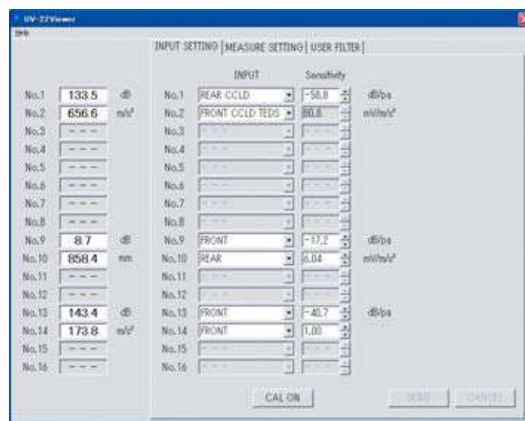 UV-22Viewer
Help
INPUT SETTING MEASURE SETTING USER FILTER
INPUT Sensitivity
No.1 133.5 dB No.1 REAR CCLD -58,8 dB/pa
No.2 656.6 m/s² No.2 FRONT CCLD TEDS 80,8 mV/m/s²
No.3 --- No.3 --- ---
No.4 --- No.4 --- ---
No.5 --- No.5 --- ---
No.6 --- No.6 --- ---
No.7 --- No.7 --- ---
No.8 --- No.8 --- ---
No.9 8.7 dB No.9 FRONT -17,2 dB/pa
No.10 858.4 mm No.10 REAR 6,04 mV/m/s²
No.11 --- No.11 --- ---
No.12 --- No.12 --- ---
No.13 143.4 dB No.13 FRONT -40,7 dB/pa
No.14 173.8 m/s² No.14 FRONT 1,00
No.15 --- No.15 --- ---
No.16 --- No.16 --- ---
CAL ON SEND CANCEL